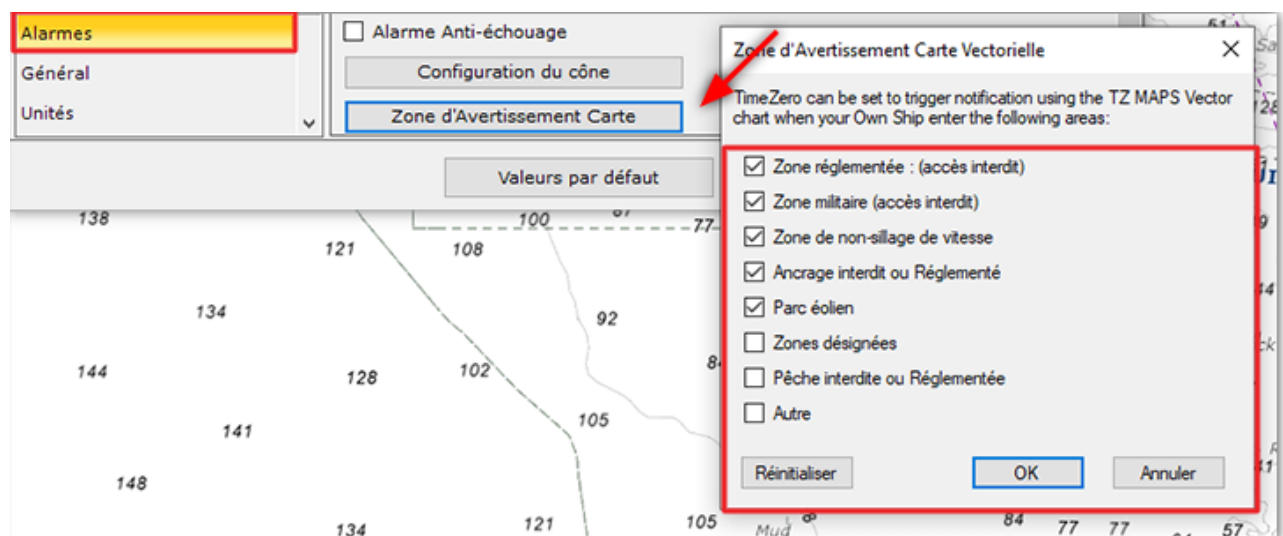 Alarmes
Général
Unités
Alarme Anti-échouage
Configuration du cône
Zone d'Avertissement Carte
Valeurs par défaut
Zone d'Avertissement Carte Vectorielle
TimeZero can be set to trigger notification using the TZ MAPS Vector
chart when your Own Ship enter the following areas:
Zone réglementée : (accès interdit)
Zone militaire (accès interdit)
Zone de non-sillage de vitesse
Ancrage interdit ou Réglementé
Parc éolien
Zones désignées
Pêche interdite ou Réglementée
Autre
Réinitialiser
OK
Annuler
138
100
77
121
108
134
92
144
128
102
105
141
148
134
121
105
Mud
84
77
77
57